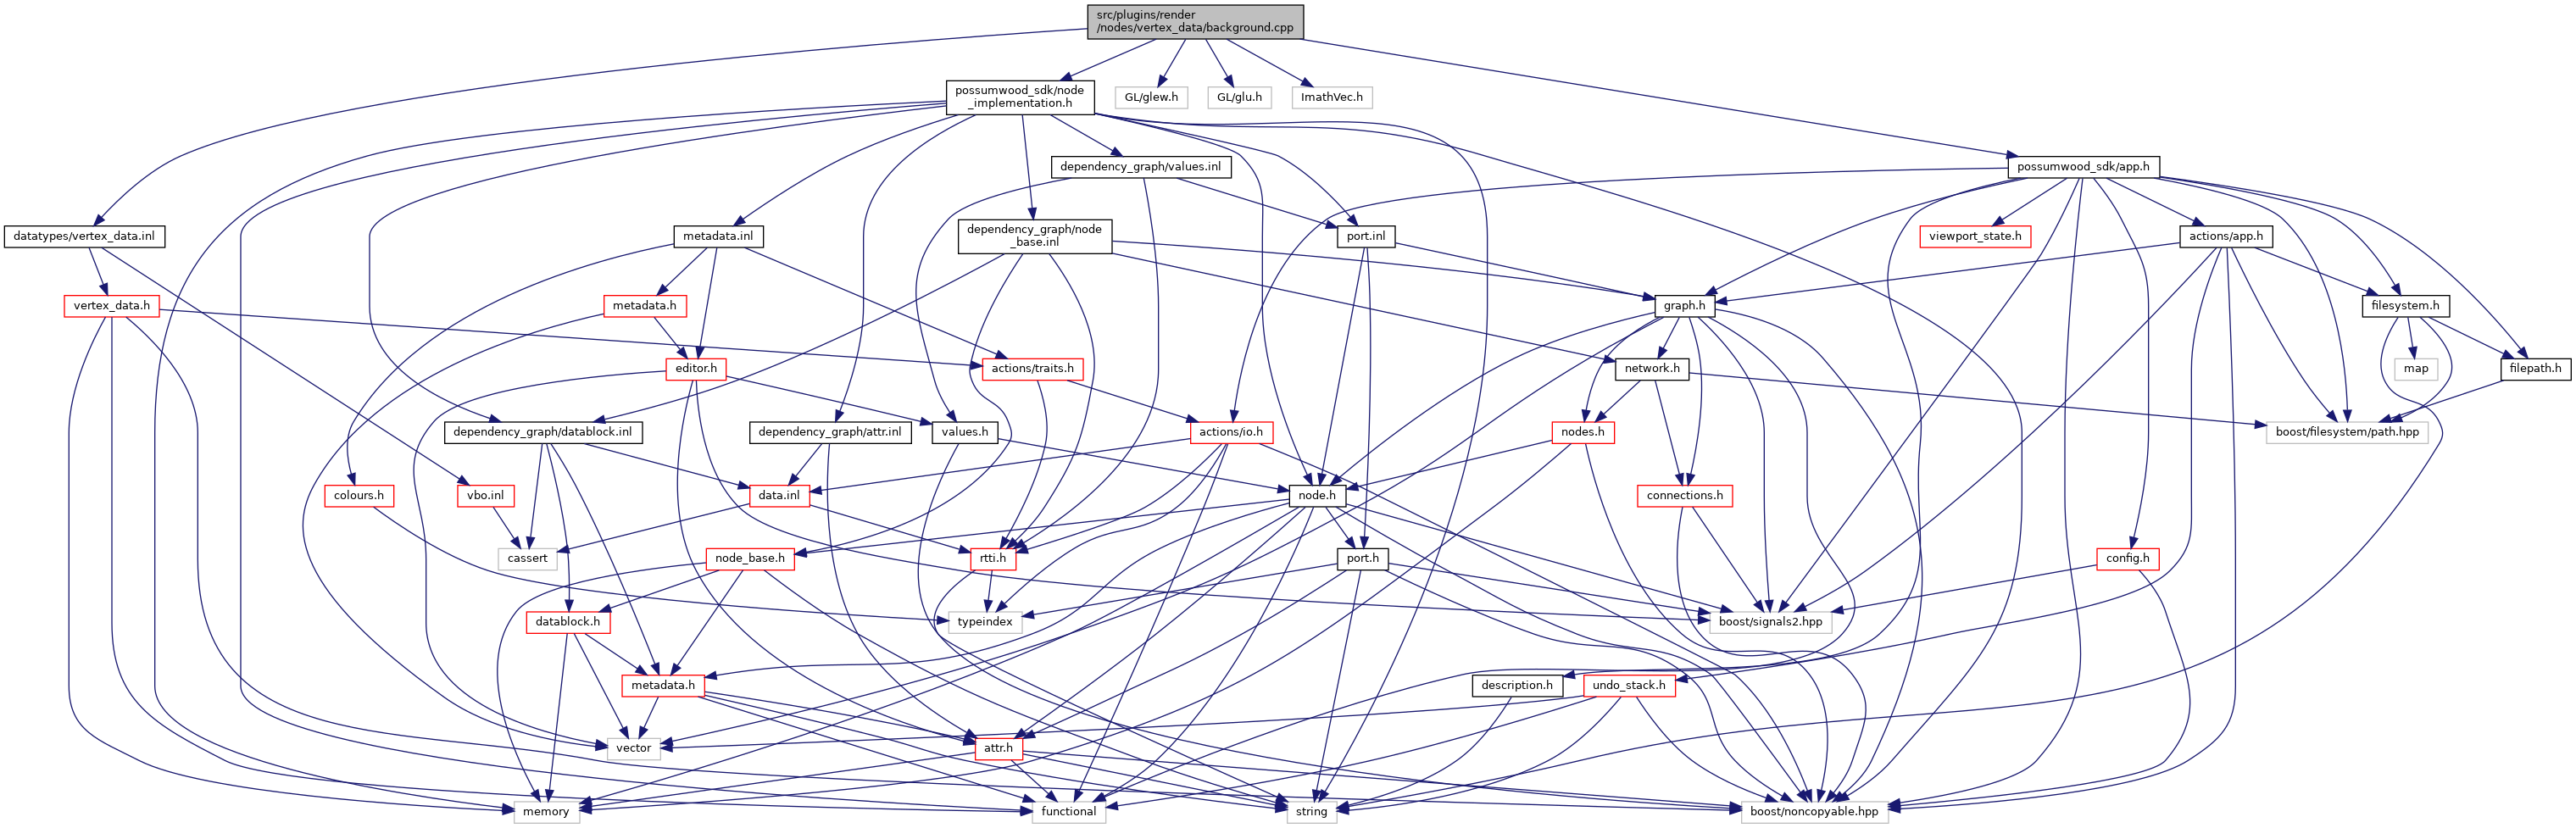 src/plugins/render
/nodes/vertex_data/background.cpp
possumwood_sdk/node
_implementation.h
GL/glew.h
GL/glu.h
ImathVec.h
dependency_graph/values.inl
possumwood_sdk/app.h
datatypes/vertex_data.inl
metadata.inl
dependency_graph/node
_base.inl
port.inl
viewport_state.h
actions/app.h
vertex_data.h
metadata.h
graph.h
filesystem.h
editor.h
actions/traits.h
network.h
map
filepath.h
dependency_graph/datablock.inl
dependency_graph/attr.inl
values.h
actions/io.h
nodes.h
boost/filesystem/path.hpp
colours.h
vbo.inl
data.inl
node.h
connections.h
cassert
node_base.h
rtti.h
port.h
config.h
datablock.h
typeindex
boost/signals2.hpp
metadata.h
description.h
undo_stack.h
vector
attr.h
memory
functional
string
boost/noncopyable.hpp